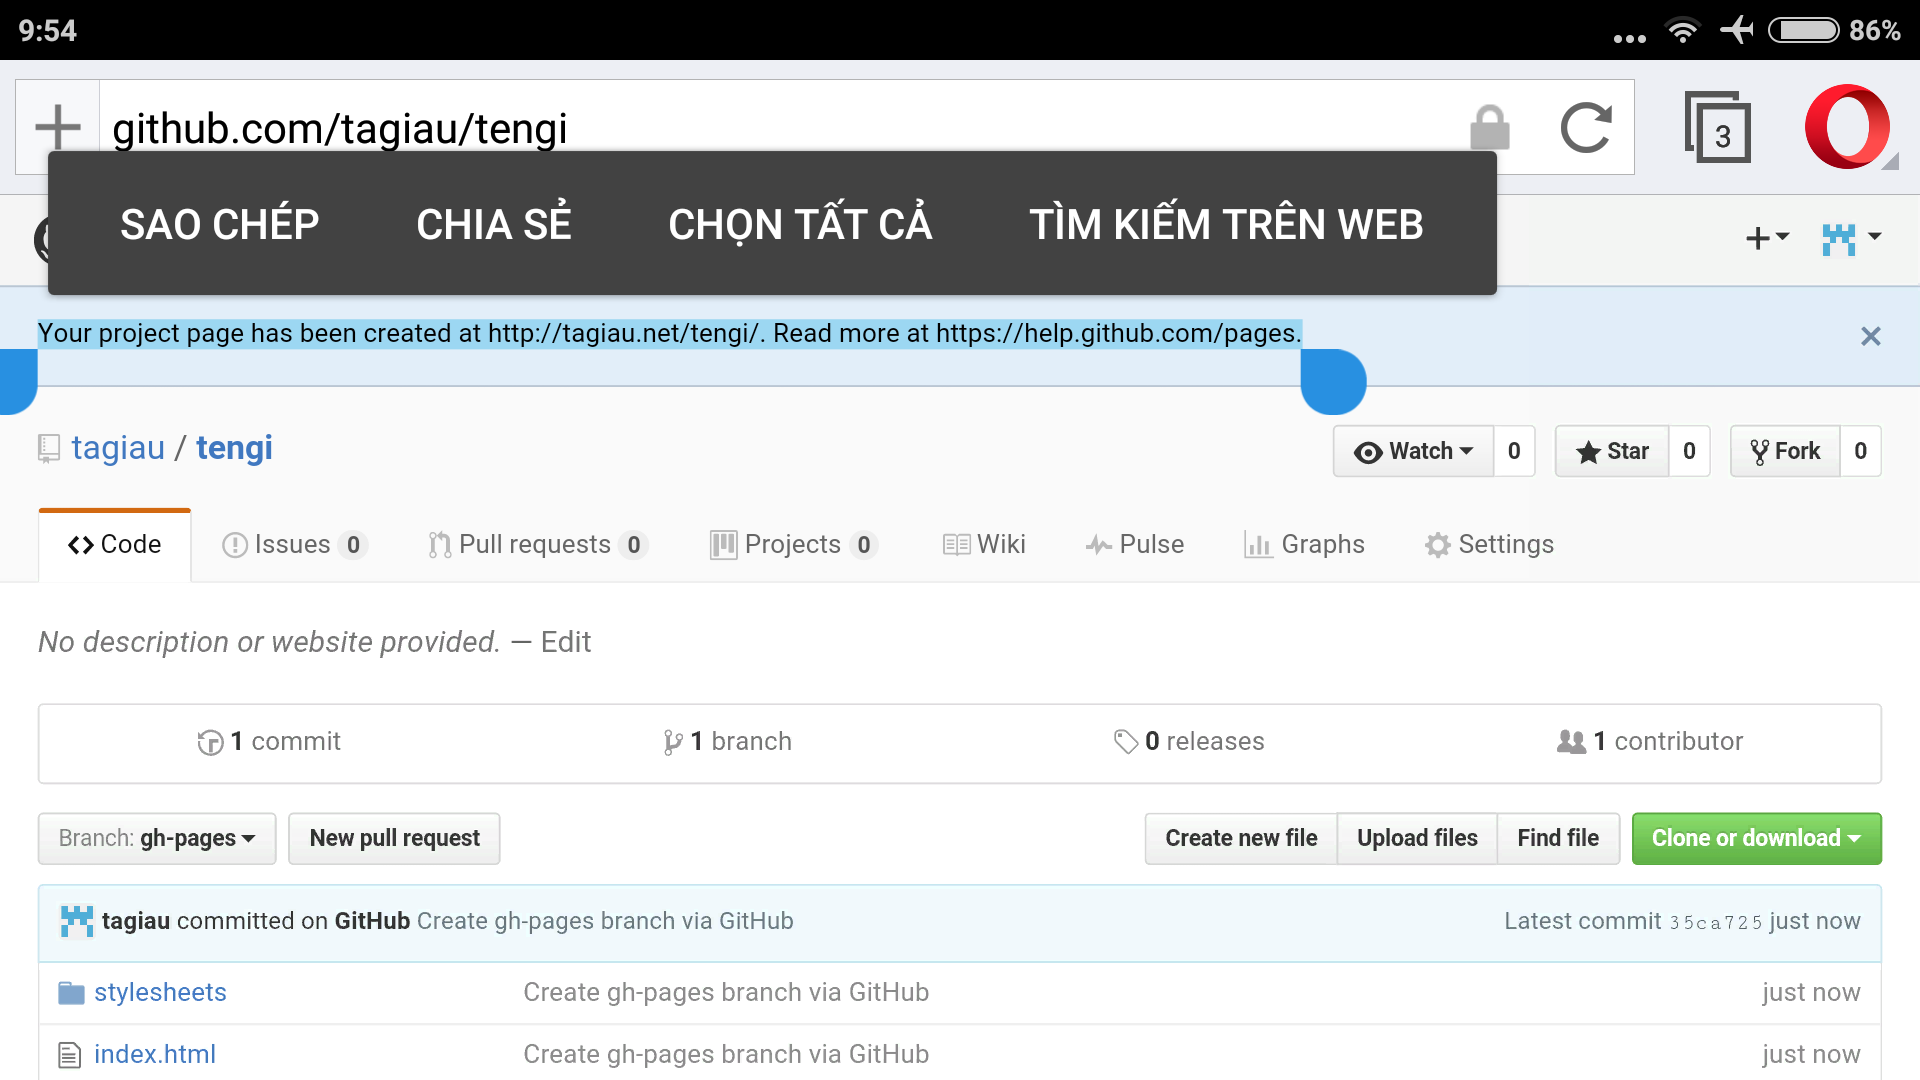 9:54
86%
github.com/tagiau/tengi
3
SAO CHÉP CHIA SẺ CHỌN TẤT CẢ TÌM KIẾM TRÊN WEB
Your project page has been created at http://tagiau.net/tengi/. Read more at https://help.github.com/pages.
tagiau / tengi
Watch 0 Star 0 Fork 0
Code Issues 0 Pull requests 0 Projects 0 Wiki Pulse Graphs Settings
No description or website provided. — Edit
1 commit 1 branch 0 releases 1 contributor
Branch: gh-pages New pull request Create new file Upload files Find file Clone or download
tagiau committed on GitHub Create gh-pages branch via GitHub Latest commit 35ca725 just now
stylesheets Create gh-pages branch via GitHub just now
index.html Create gh-pages branch via GitHub just now